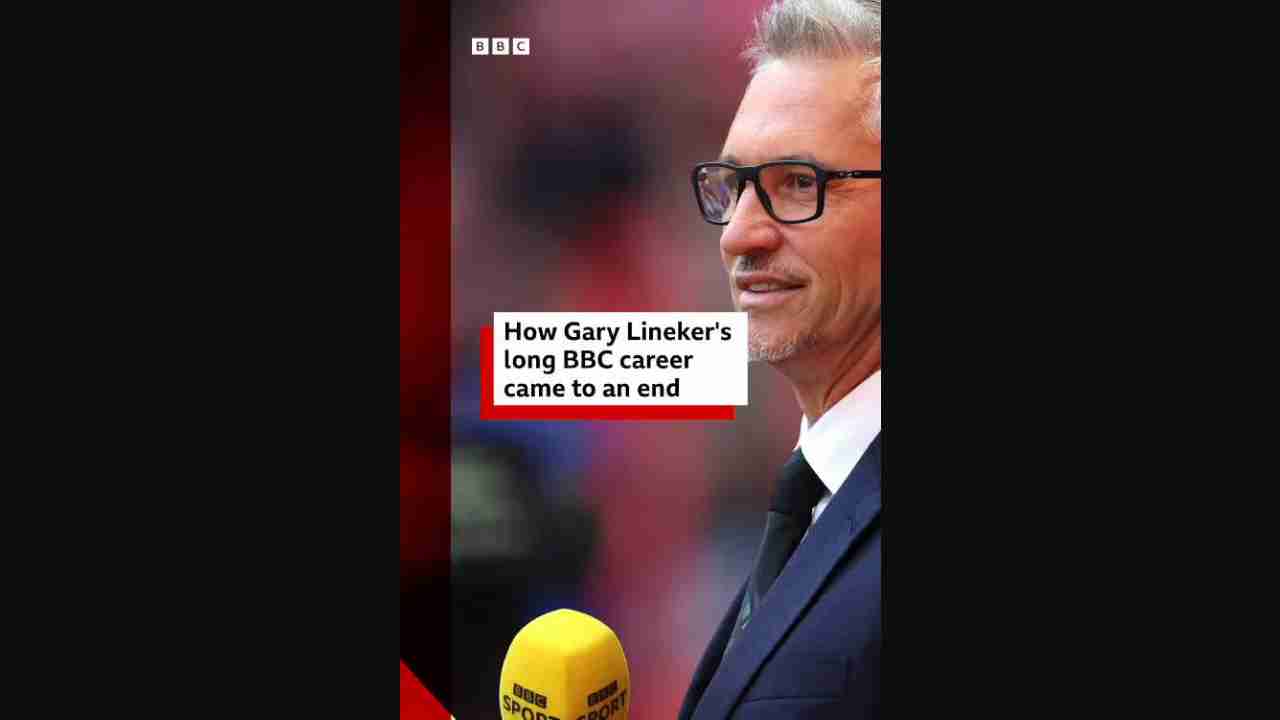 BBC
How Gary Lineker's
long BBC career
came to an end
BBC BBC
SPORT SPORT